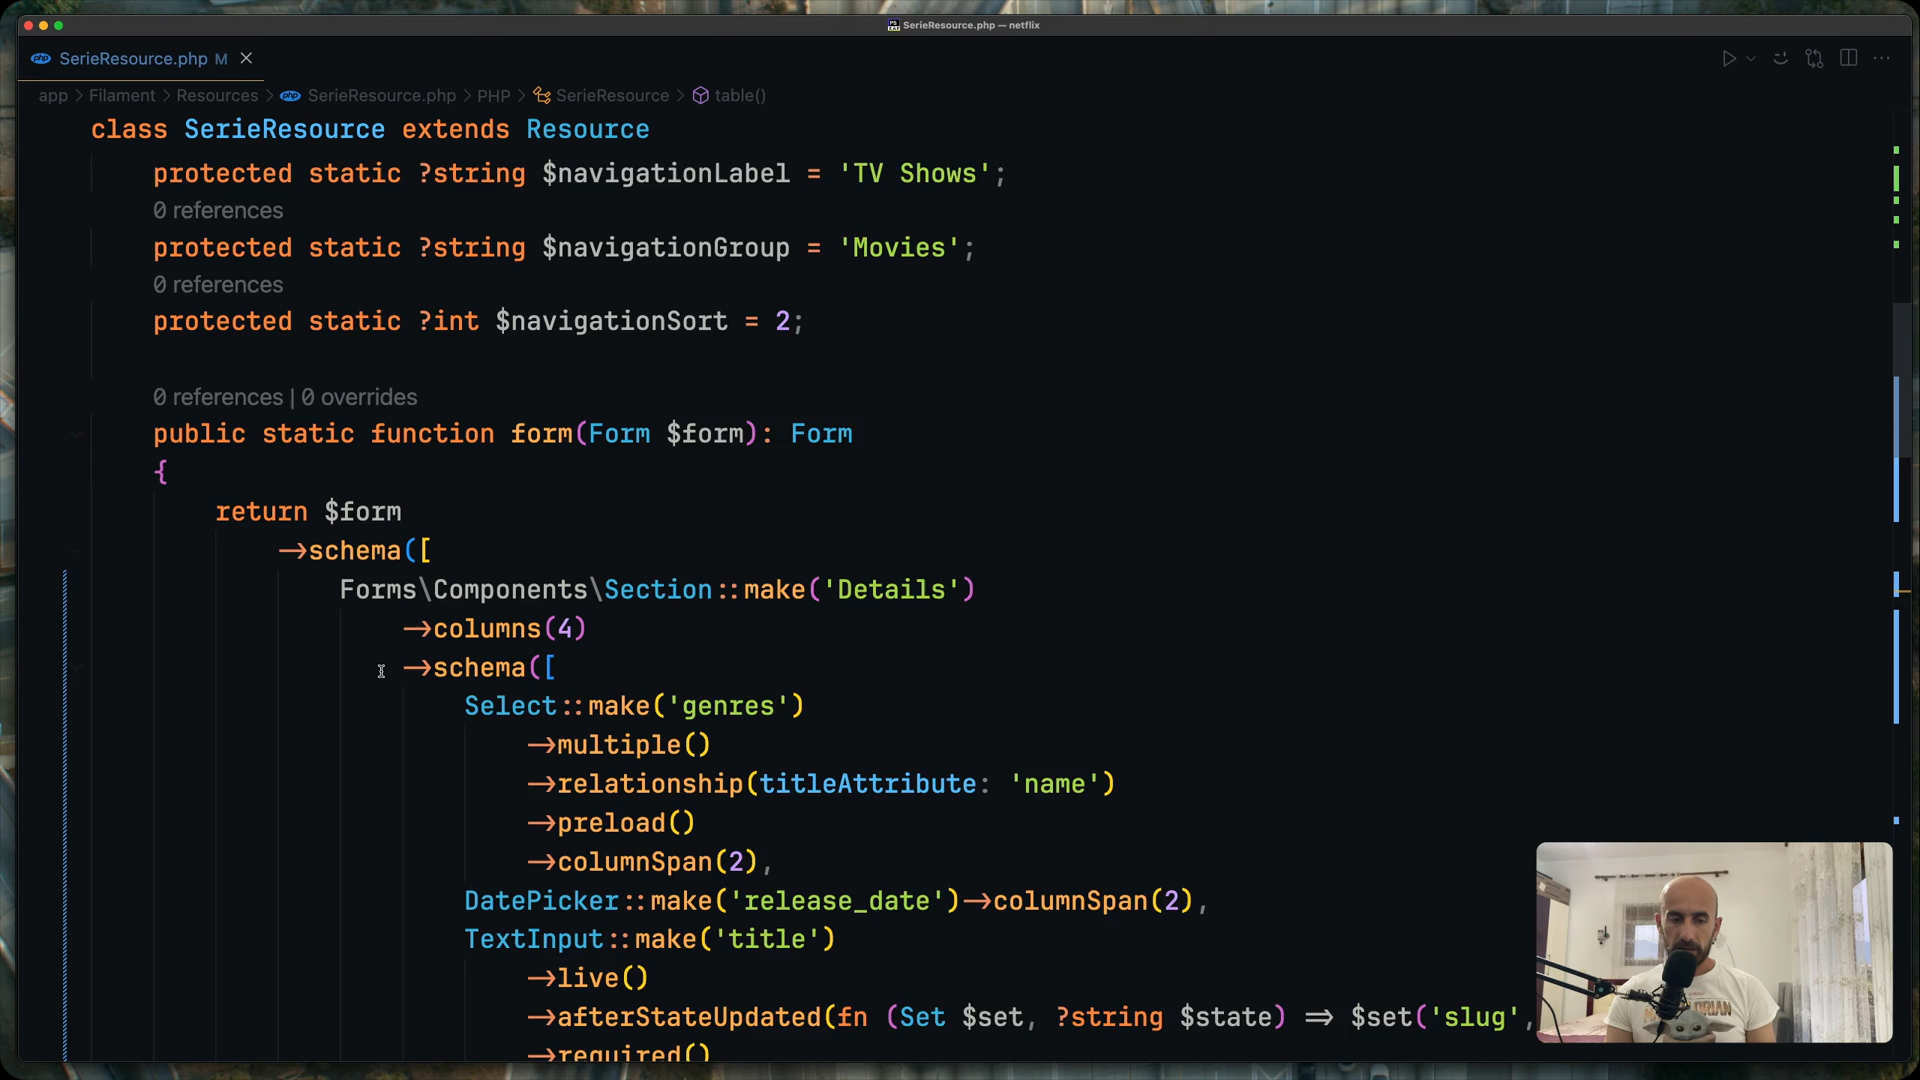 SerieResource.php — netflix
SerieResource.php M
app > Filament > Resources > SerieResource.php > PHP > SerieResource > table()
class SerieResource extends Resource
protected static ?string $navigationLabel = 'TV Shows';
0 references
protected static ?string $navigationGroup = 'Movies';
0 references
protected static ?int $navigationSort = 2;
0 references | 0 overrides
public static function form(Form $form): Form
{
return $form
->schema([
Forms\Components\Section::make('Details')
->columns(4)
->schema([
Select::make('genres')
->multiple()
->relationship(titleAttribute: 'name')
->preload()
->columnSpan(2),
DatePicker::make('release_date')->columnSpan(2),
TextInput::make('title')
->live()
->afterStateUpdated(fn (Set $set, ?string $state) => $set('slug',
->required()